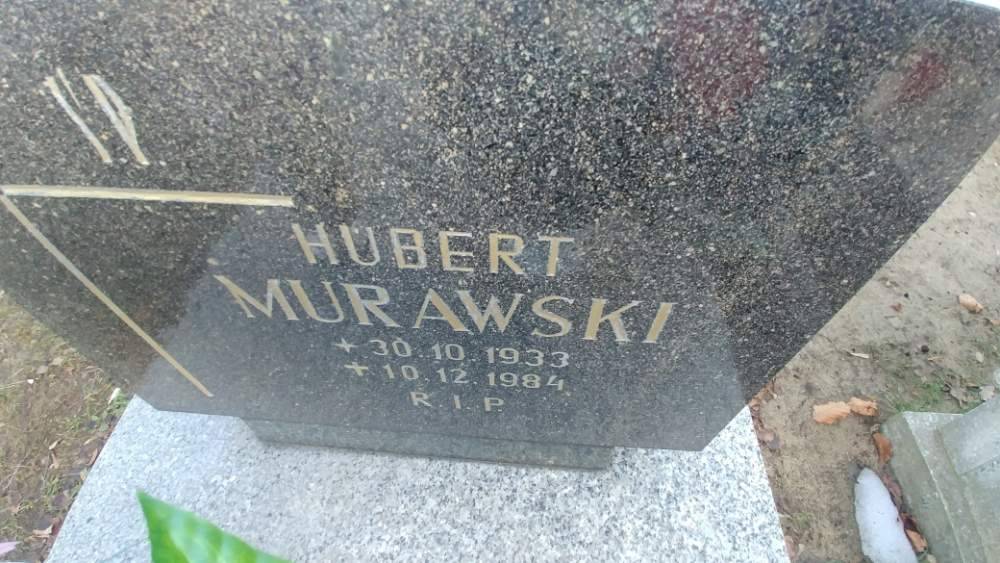 HUBERT
MURAWSKI
+ 30.10.1933
+ 10.12.1984
R.I.P.